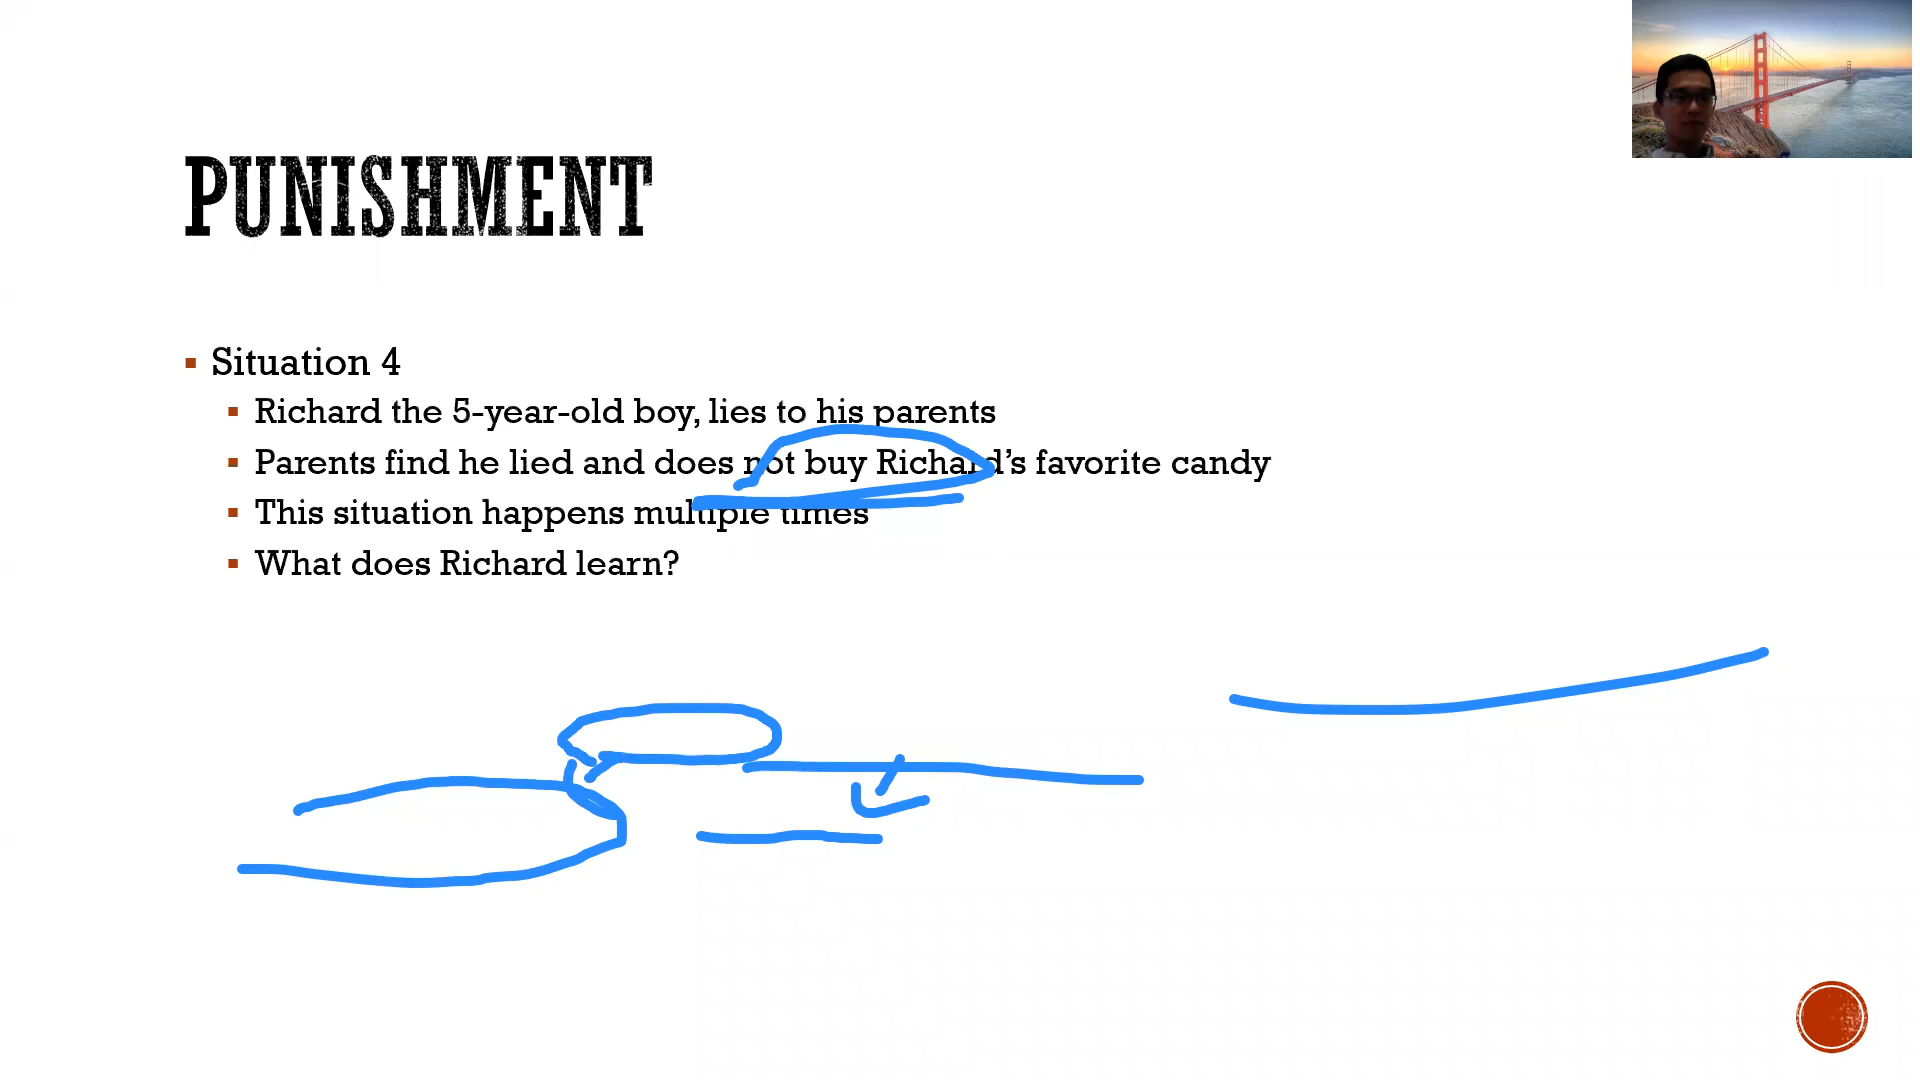 PUNISHMENT
Situation 4
Richard the 5-year-old boy, lies to his parents
Parents find he lied and does not buy Richard's favorite candy
This situation happens multiple times
What does Richard learn?